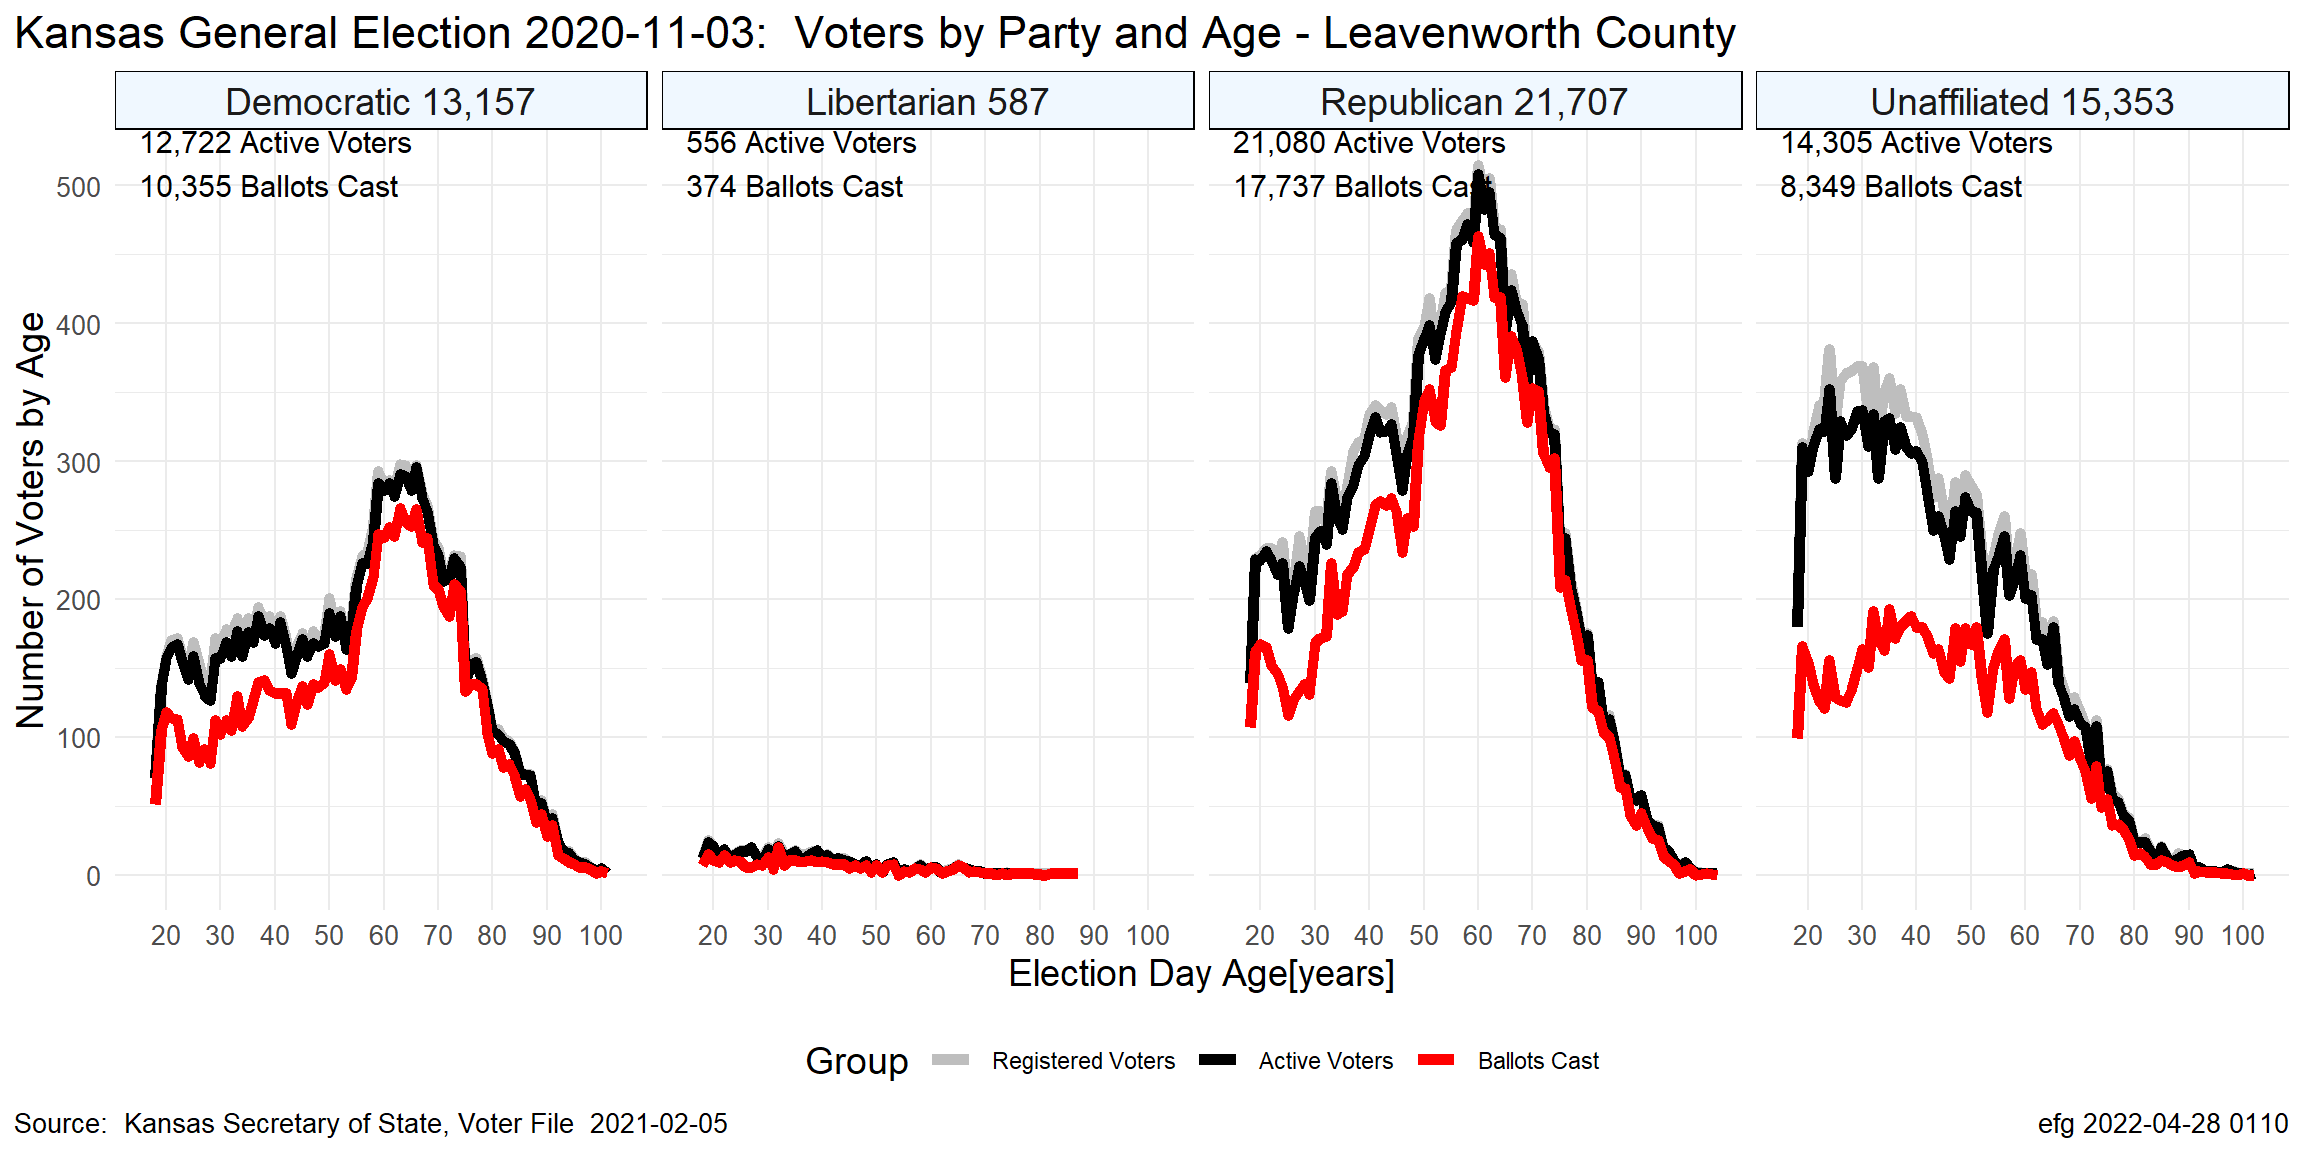 Kansas General Election 2020-11-03:  Voters by Party and Age - Leavenworth County
Democratic 13,157
Libertarian 587
Republican 21,707
Unaffiliated 15,353
12,722 Active Voters
10,355 Ballots Cast
556 Active Voters
374 Ballots Cast
21,080 Active Voters
17,737 Ballots Cast
14,305 Active Voters
8,349 Ballots Cast
Number of Voters by Age
500
400
300
200
100
0
20 30 40 50 60 70 80 90 100
20 30 40 50 60 70 80 90 100
20 30 40 50 60 70 80 90 100
20 30 40 50 60 70 80 90 100
Election Day Age[years]
Group Registered Voters Active Voters Ballots Cast
Source:  Kansas Secretary of State, Voter File  2021-02-05
efg 2022-04-28 0110